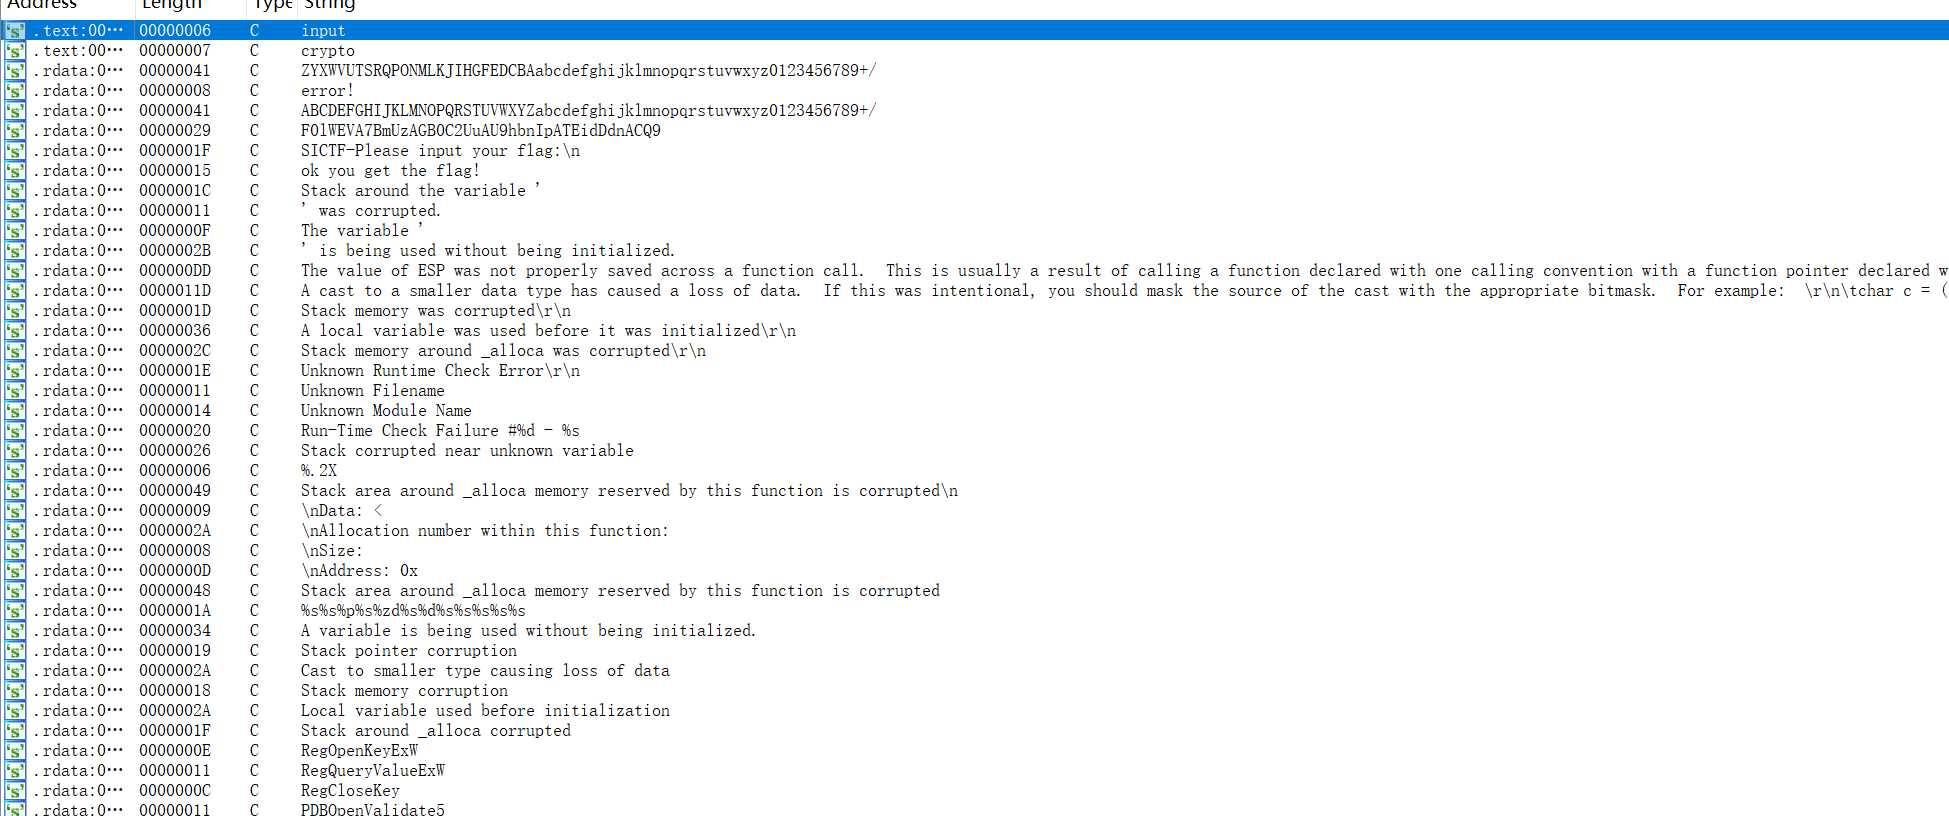 Address Length Type String
.text:00… 00000006 C input
.text:00… 00000007 C crypto
.rdata:0… 00000041 C ZYXWVUTSRQPONMLKJIHGFEDCBAabcdefghijklmnopqrstuvwxyz0123456789+/
.rdata:0… 00000008 C error!
.rdata:0… 00000041 C ABCDEFGHIJKLMNOPQRSTUVWXYZabcdefghijklmnopqrstuvwxyz0123456789+/
.rdata:0… 00000029 C F0lWEVA7BmUzAGB0C2UuAU9hbnIpATEidDdnACQ9
.rdata:0… 0000001F C SICTF-Please input your flag:\n
.rdata:0… 00000015 C ok you get the flag!
.rdata:0… 0000001C C Stack around the variable '
.rdata:0… 00000011 C ' was corrupted.
.rdata:0… 0000000F C The variable '
.rdata:0… 0000002B C ' is being used without being initialized.
.rdata:0… 000000DD C The value of ESP was not properly saved across a function call.  This is usually a result of calling a function declared with one calling convention with a function pointer declared w
.rdata:0… 0000011D C A cast to a smaller data type has caused a loss of data.  If this was intentional, you should mask the source of the cast with the appropriate bitmask.  For example:  \r\n\tchar c = (
.rdata:0… 0000001D C Stack memory was corrupted\r\n
.rdata:0… 00000036 C A local variable was used before it was initialized\r\n
.rdata:0… 0000002C C Stack memory around _alloca was corrupted\r\n
.rdata:0… 0000001E C Unknown Runtime Check Error\r\n
.rdata:0… 00000011 C Unknown Filename
.rdata:0… 00000014 C Unknown Module Name
.rdata:0… 00000020 C Run-Time Check Failure #%d - %s
.rdata:0… 00000026 C Stack corrupted near unknown variable
.rdata:0… 00000006 C %.2X
.rdata:0… 00000049 C Stack area around _alloca memory reserved by this function is corrupted\n
.rdata:0… 00000009 C \nData: <
.rdata:0… 0000002A C \nAllocation number within this function:
.rdata:0… 00000008 C \nSize:
.rdata:0… 0000000D C \nAddress: 0x
.rdata:0… 00000048 C Stack area around _alloca memory reserved by this function is corrupted
.rdata:0… 0000001A C %s%s%p%s%zd%s%d%s%s%s%s%s
.rdata:0… 00000034 C A variable is being used without being initialized.
.rdata:0… 00000019 C Stack pointer corruption
.rdata:0… 0000002A C Cast to smaller type causing loss of data
.rdata:0… 00000018 C Stack memory corruption
.rdata:0… 0000002A C Local variable used before initialization
.rdata:0… 0000001F C Stack around _alloca corrupted
.rdata:0… 0000000E C RegOpenKeyExW
.rdata:0… 00000011 C RegQueryValueExW
.rdata:0… 0000000C C RegCloseKey
.rdata:0… 00000011 C PDBOpenValidate5